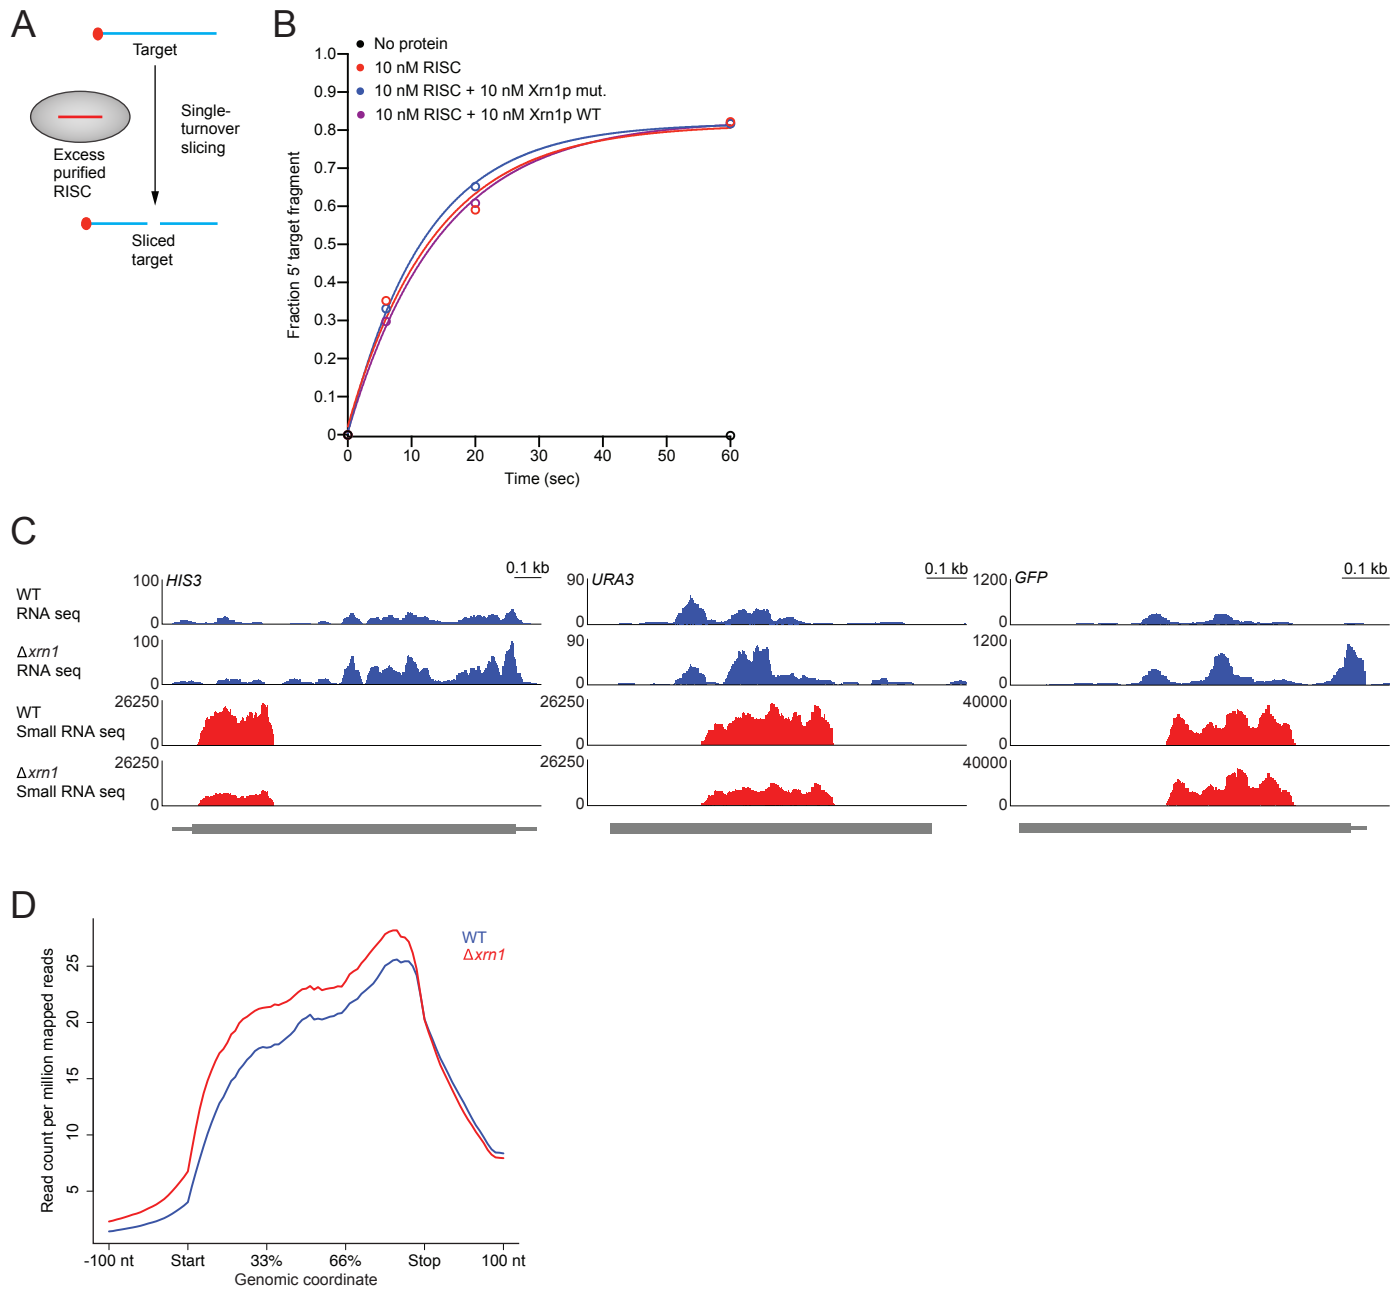 A
Target
Excess
purified
RISC
Single-
turnover
slicing
Sliced
target
B
No protein
10 nM RISC
10 nM RISC + 10 nM Xrn1p mut.
10 nM RISC + 10 nM Xrn1p WT
1.0
0.9
0.8
0.7
0.6
0.5
0.4
0.3
0.2
0.1
0
Fraction 5′ target fragment
0 10 20 30 40 50 60
Time (sec)
C
HIS3
0.1 kb
URA3
0.1 kb
GFP
0.1 kb
WT
RNA seq
100
0
90
0
1200
0
Δxrn1
RNA seq
100
0
90
0
1200
0
WT
Small RNA seq
26250
0
26250
0
40000
0
Δxrn1
Small RNA seq
26250
0
26250
0
40000
0
D
WT
Δxrn1
Read count per million mapped reads
25
20
15
10
5
-100 nt Start 33% 66% Stop 100 nt
Genomic coordinate